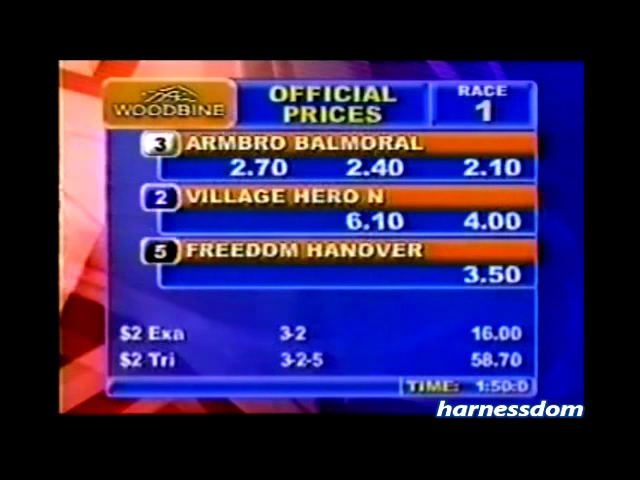 WOODBINE
OFFICIAL PRICES
RACE 1
3 ARMBRO BALMORAL
2.70 2.40 2.10
2 VILLAGE HERO N
6.10 4.00
5 FREEDOM HANOVER
3.50
$2 Exa 3-2 16.00
$2 Tri 3-2-5 58.70
TIME: 1:50:0
harnessdom